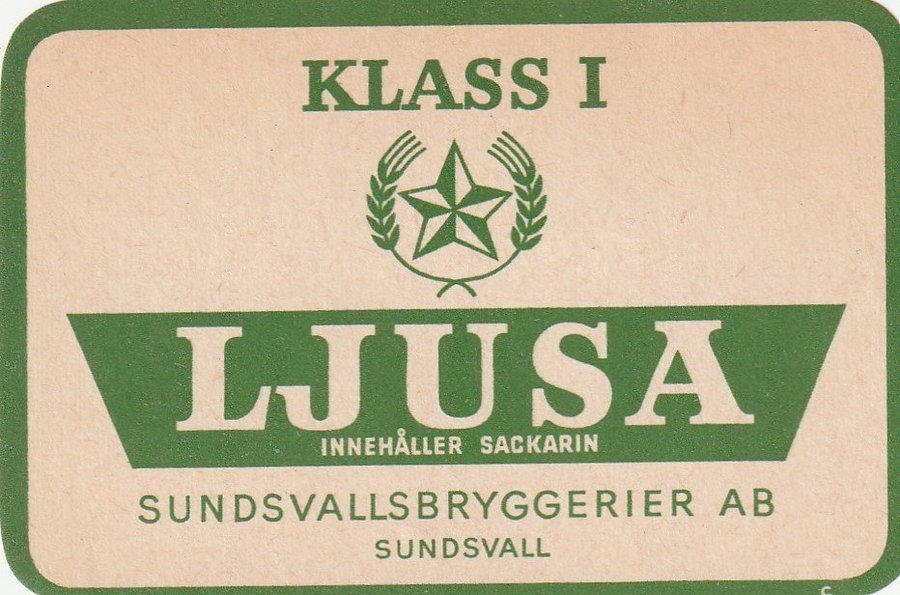 KLASS I
LJUSA
INNEHÅLLER SACKARIN
SUNDSVALLSBRYGGERIER AB
SUNDSVALL
C